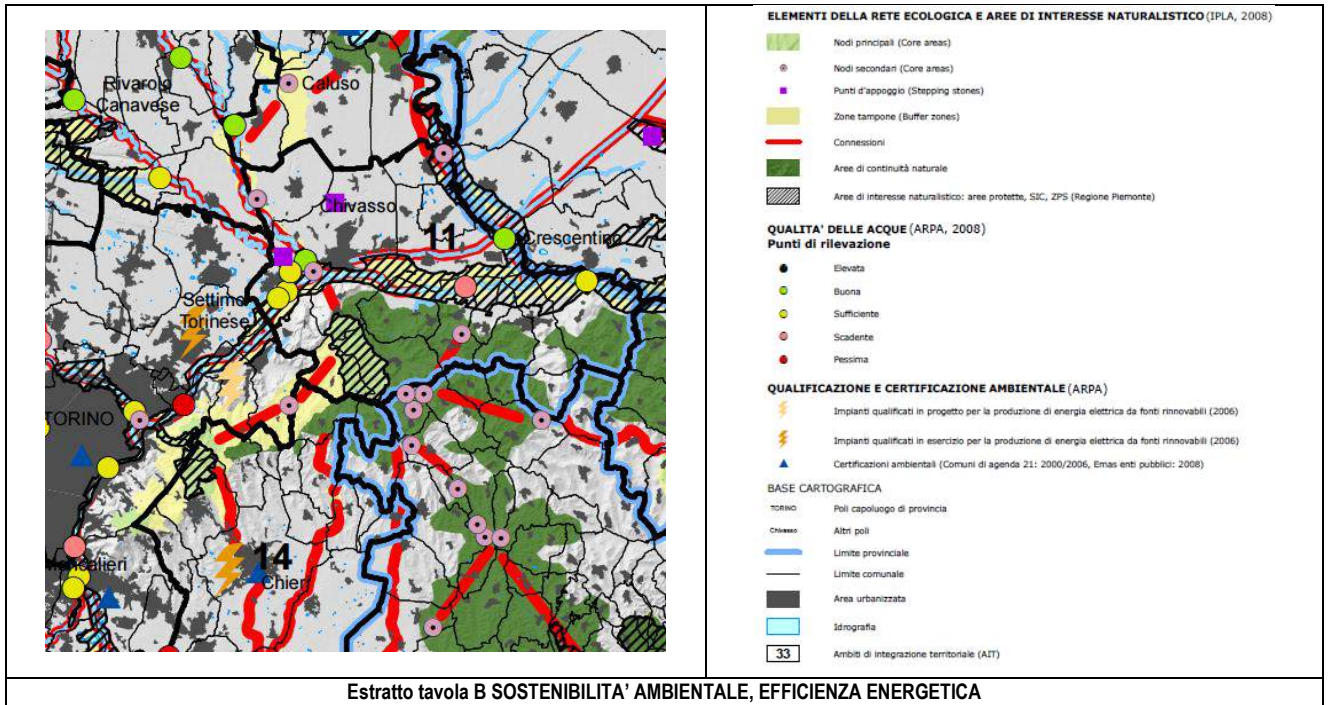 Rivarolo
Canavese
Caluso
Chivasso
11
Crescentino
Settimo
Torinese
TORINO
14
Chieri
ELEMENTI DELLA RETE ECOLOGICA E AREE DI INTERESSE NATURALISTICO (IPLA, 2008)
Nodi principali (Core areas)
Nodi secondari (Core areas)
Punti d'appoggio (Stepping stones)
Zone tampone (Buffer zones)
Connessioni
Aree di continuità naturale
Aree di interesse naturalistico: aree protette, SIC, ZPS (Regione Piemonte)
QUALITA' DELLE ACQUE (ARPA, 2008)
Punti di rilevazione
Elevata
Buona
Sufficiente
Scadente
Pessima
QUALIFICAZIONE E CERTIFICAZIONE AMBIENTALE (ARPA)
Impianti qualificati in progetto per la produzione di energia elettrica da fonti rinnovabili (2006)
Impianti qualificati in esercizio per la produzione di energia elettrica da fonti rinnovabili (2006)
Certificazioni ambientali (Comuni di agenda 21: 2000/2006, Emas enti pubblici: 2008)
BASE CARTOGRAFICA
TORINO Poli capoluogo di provincia
Chivasso Altri poli
Limite provinciale
Limite comunale
Area urbanizzata
Idrografia
33 Ambiti di integrazione territoriale (AIT)
Estratto tavola B SOSTENIBILITA' AMBIENTALE, EFFICIENZA ENERGETICA